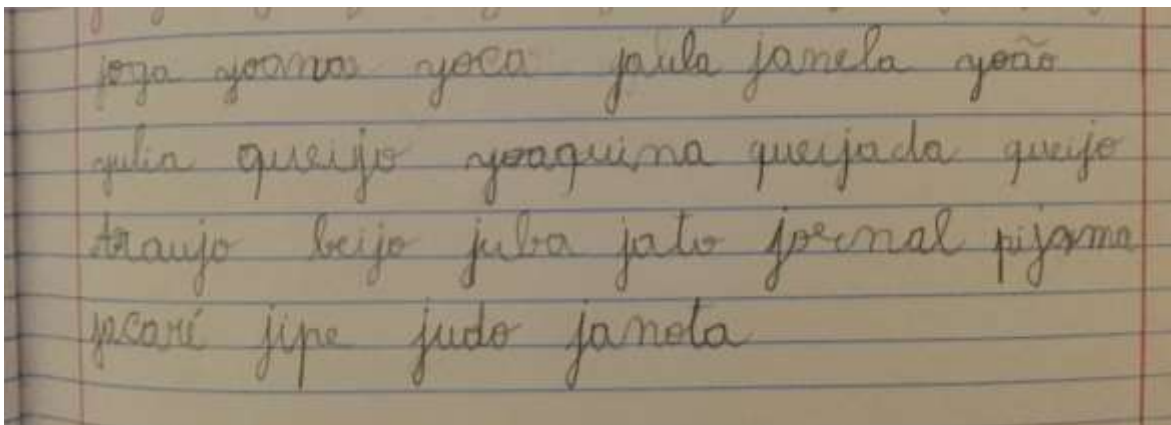 joga joana joca jaula janela joão
julia queijo joaquina queijada queijo
araujo beijo juba jato jornal pijama
jacaré jipe judo janota